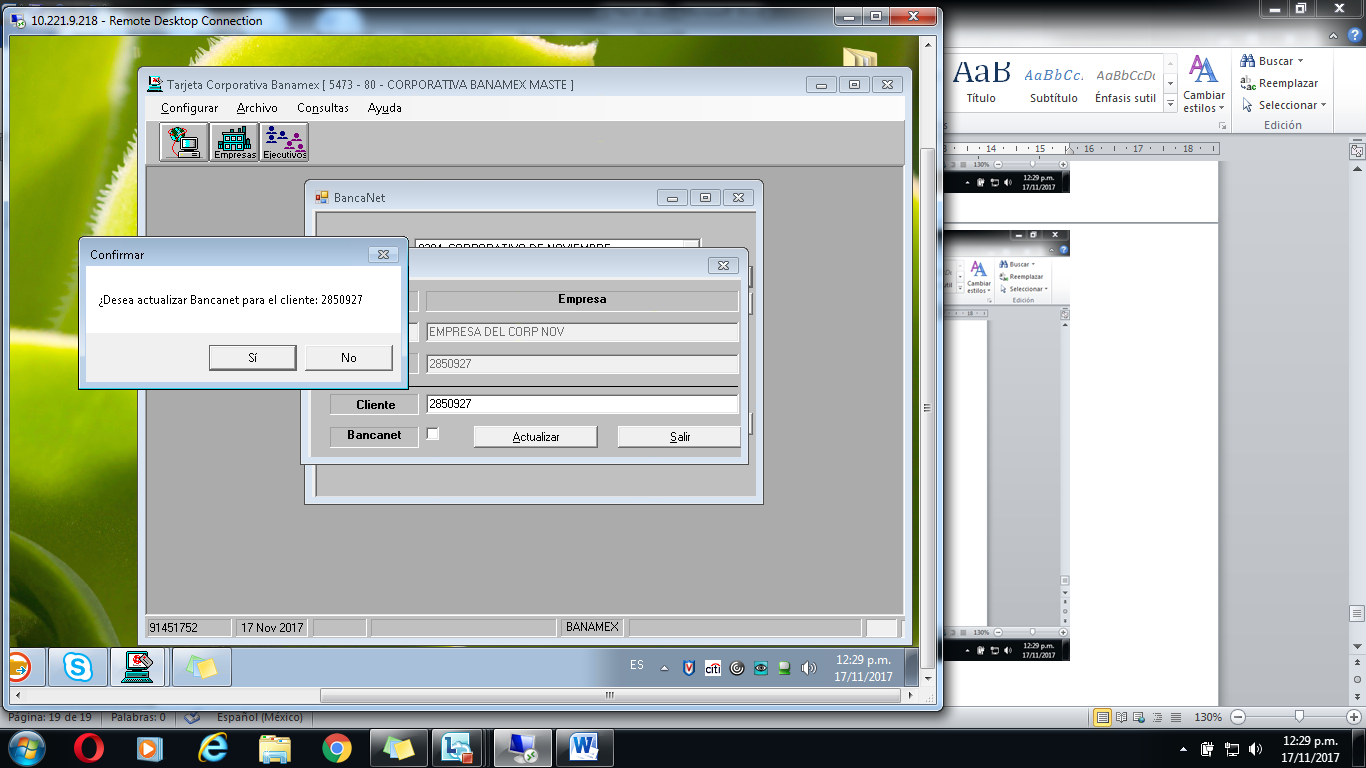 10.221.9.218 - Remote Desktop Connection
Tarjeta Corporativa Banamex [ 5473 - 80 - CORPORATIVA BANAMEX MASTE ]
Configurar Archivo Consultas Ayuda
Empresas Ejecutivos
BancaNet
Confirmar
¿Desea actualizar Bancanet para el cliente: 2850927
Sí No
Empresa
EMPRESA DEL CORP NOV
2850927
Cliente 2850927
Bancanet Actualizar Salir
91451752 17 Nov 2017 BANAMEX
ES citi 12:29 p.m.
17/11/2017
AaB AaBbCc. AaBbCcDc
Título Subtítulo Énfasis sutil
Cambiar estilos
Buscar
Reemplazar
Seleccionar
Edición
14 15 16 17 18
130%
12:29 p.m.
17/11/2017
Buscar
Reemplazar
Seleccionar
Cambiar
estilos
Edición
18
130%
12:29 p.m.
17/11/2017
Página: 19 de 19 Palabras: 0 Español (México) 130%
12:29 p.m.
17/11/2017